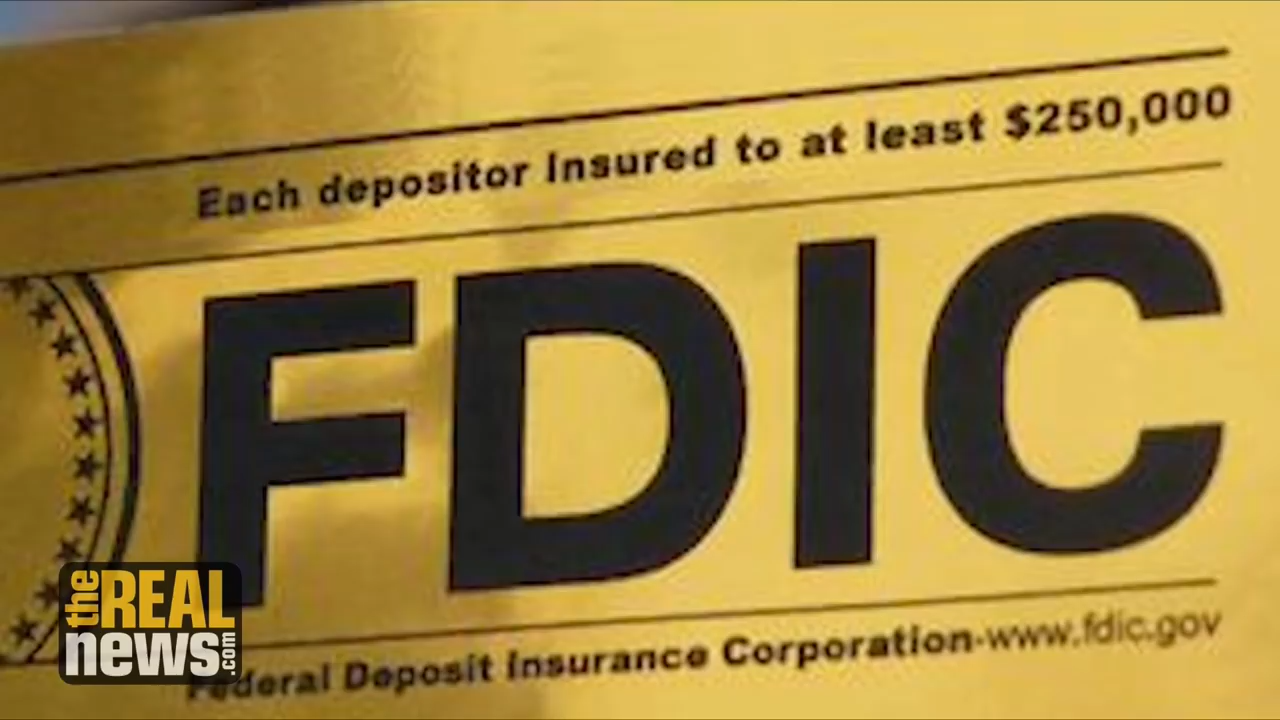 Each depositor insured to at least $250,000
FDIC
Federal Deposit Insurance Corporation-www.fdic.gov
the REAL
news.com